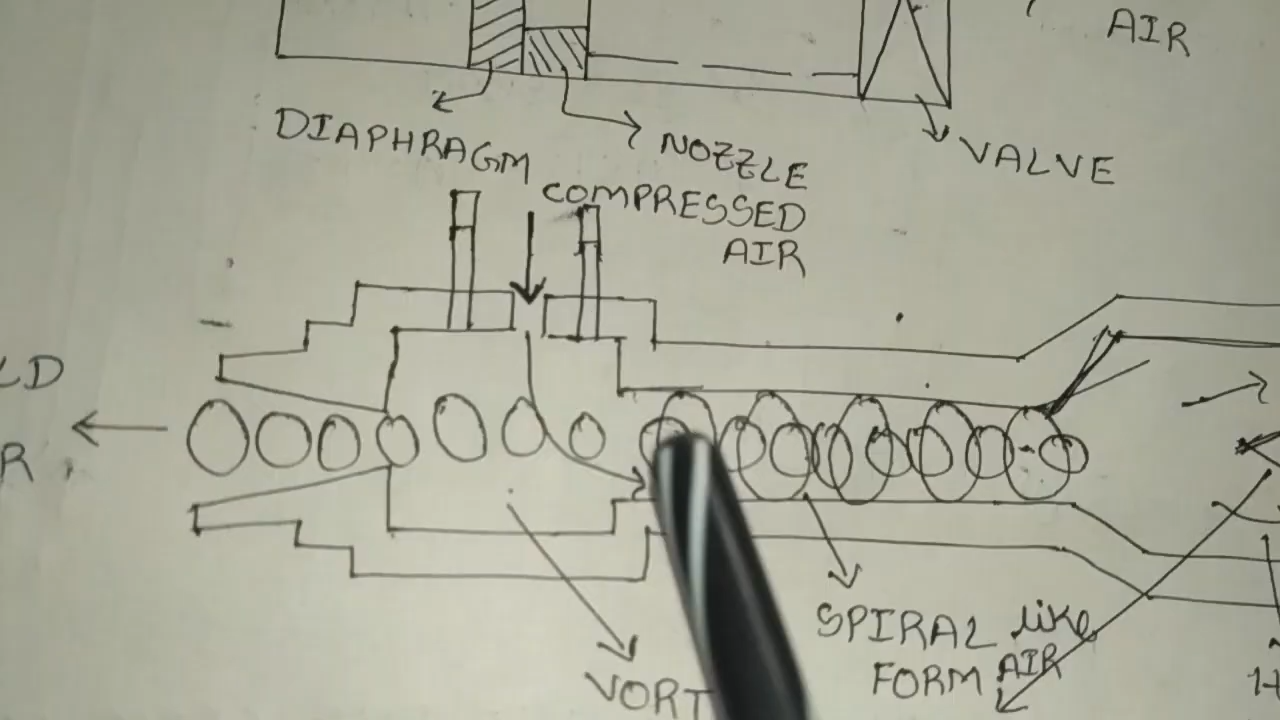 AIR
DIAPHRAGM
NOZZLE
VALVE
COMPRESSED
AIR
SPIRAL like
FORM AIR